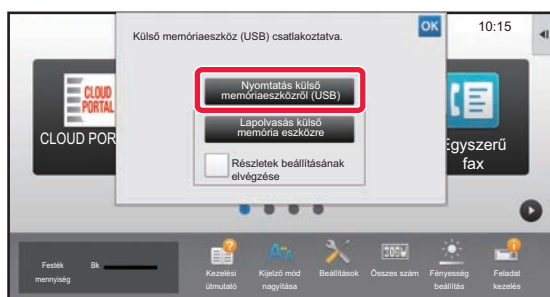 10:15
Külső memóriaeszköz (USB) csatlakoztatva.
OK
Nyomtatás külső
memóriaeszközről (USB)
Lapolvasás külső
memória eszközre
Részletek beállításának
elvégzése
CLOUD
PORTAL
CLOUD POR
Egyszerű
fax
Festék
mennyiség
Bk
Kezelési
útmutató
Kijelző mód
nagyítása
Beállítások
Összes szám
Fényesség
beállítás
Feladat
kezelés